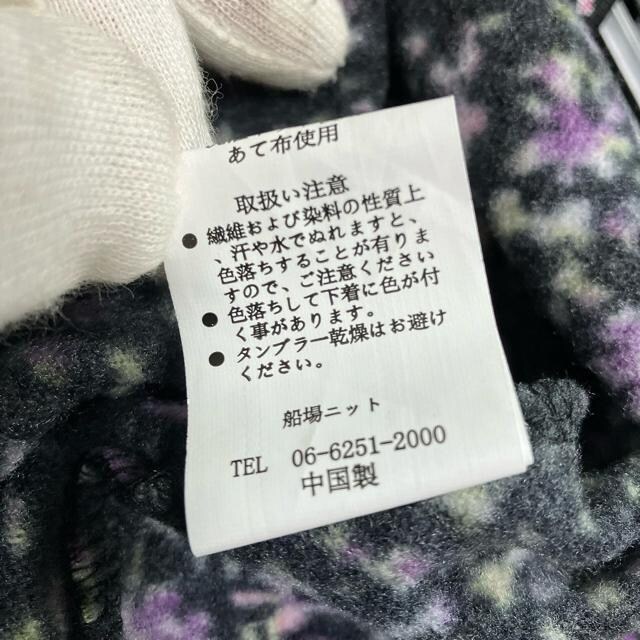 あて布使用
取扱い注意
●繊維および染料の性質上
、汗や水でぬれますと、
色落ちすることが有りま
すので、ご注意ください
●色落ちして下着に色が付
く事があります。
●タンブラー乾燥はお避け
ください。
船場ニット
TEL 06-6251-2000
中国製